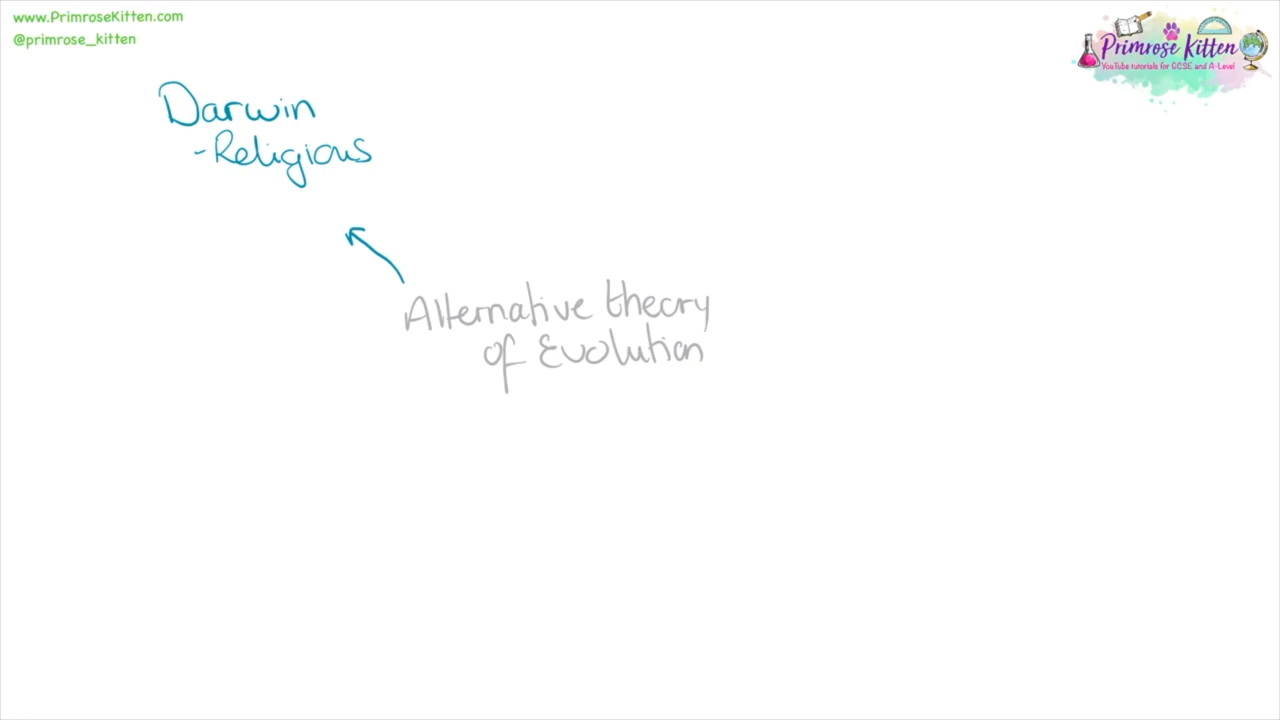 www.PrimroseKitten.com
@primrose_kitten
Primrose Kitten
YouTube tutorials for GCSE and A-Level
Darwin
-Religious
Alternative theory
of Evolution